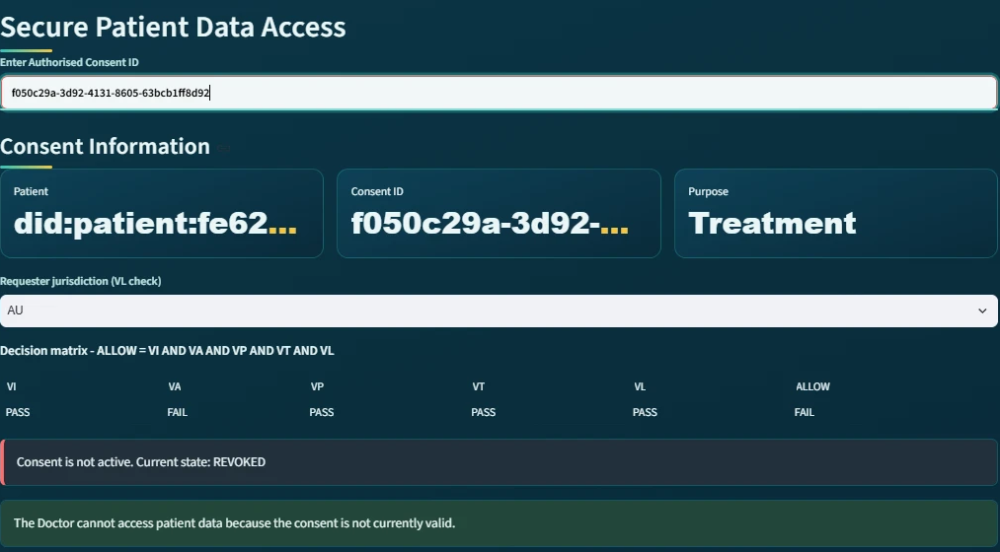 Secure Patient Data Access
Enter Authorised Consent ID
f050c29a-3d92-4131-8605-63bcb1ff8d92
Consent Information
Patient Consent ID Purpose
did:patient:fe62... f050c29a-3d92-... Treatment
Requester jurisdiction (VL check)
AU
Decision matrix - ALLOW = VI AND VA AND VP AND VT AND VL
VI VA VP VT VL ALLOW
PASS FAIL PASS PASS PASS FAIL
Consent is not active. Current state: REVOKED
The Doctor cannot access patient data because the consent is not currently valid.